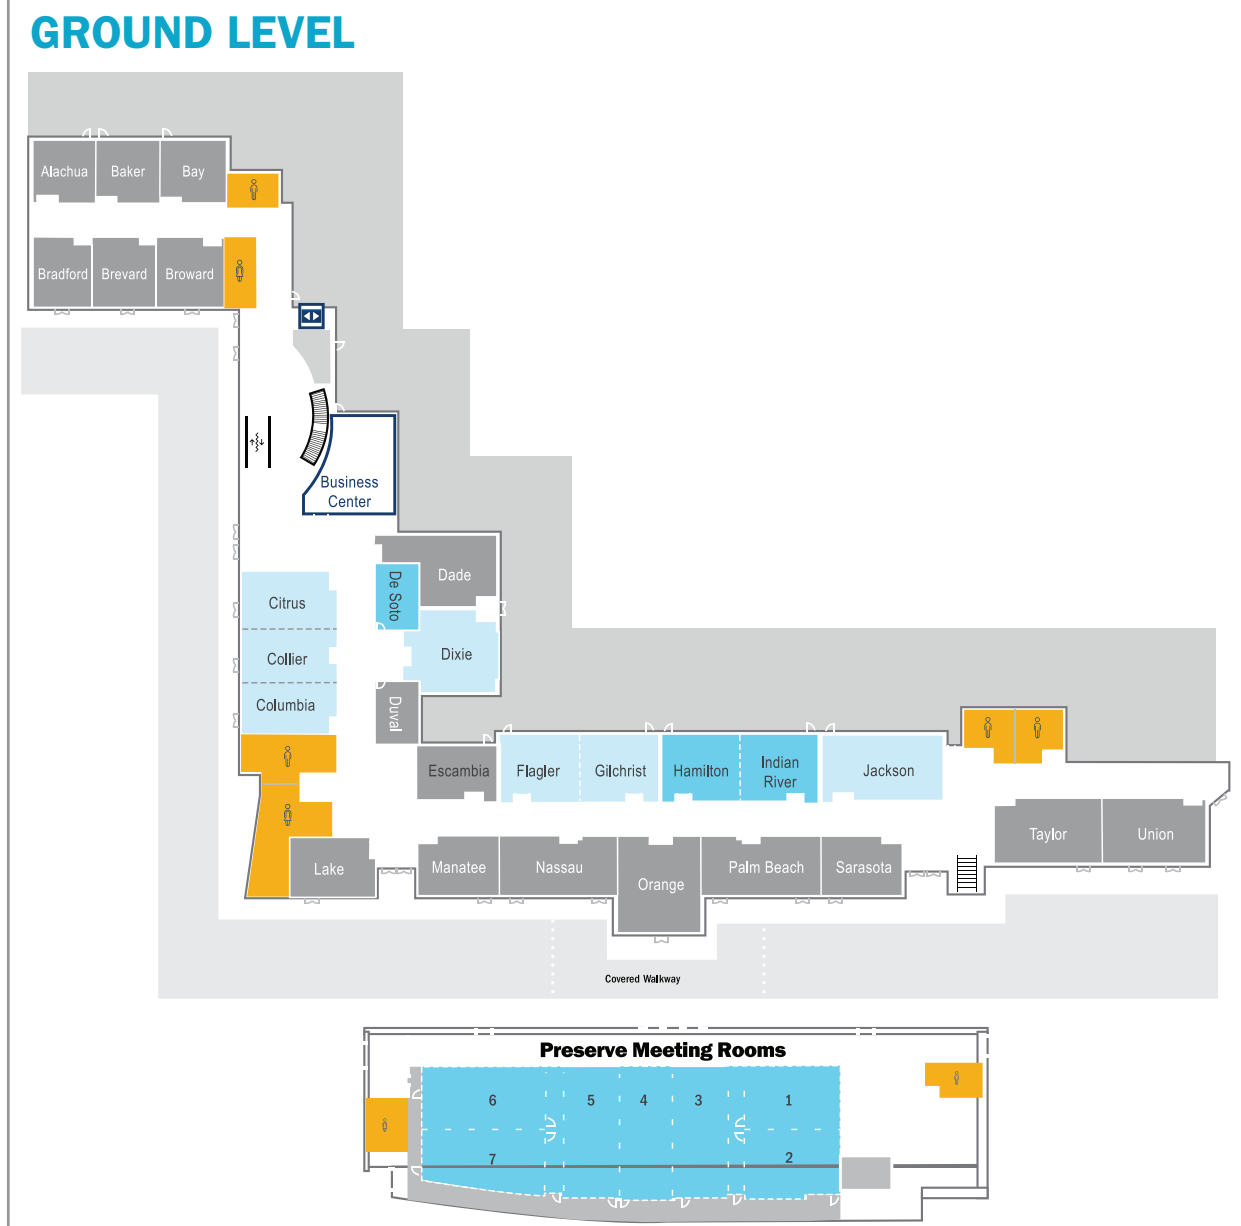 GROUND LEVEL
Alachua
Baker
Bay
Bradford
Brevard
Broward
Business
Center
Dade
De Soto
Citrus
Collier
Columbia
Dixie
Duval
Escambia
Flagler
Gilchrist
Hamilton
Indian
River
Jackson
Taylor
Union
Lake
Manatee
Nassau
Orange
Palm Beach
Sarasota
Covered Walkway
Preserve Meeting Rooms
6
5
4
3
1
7
2